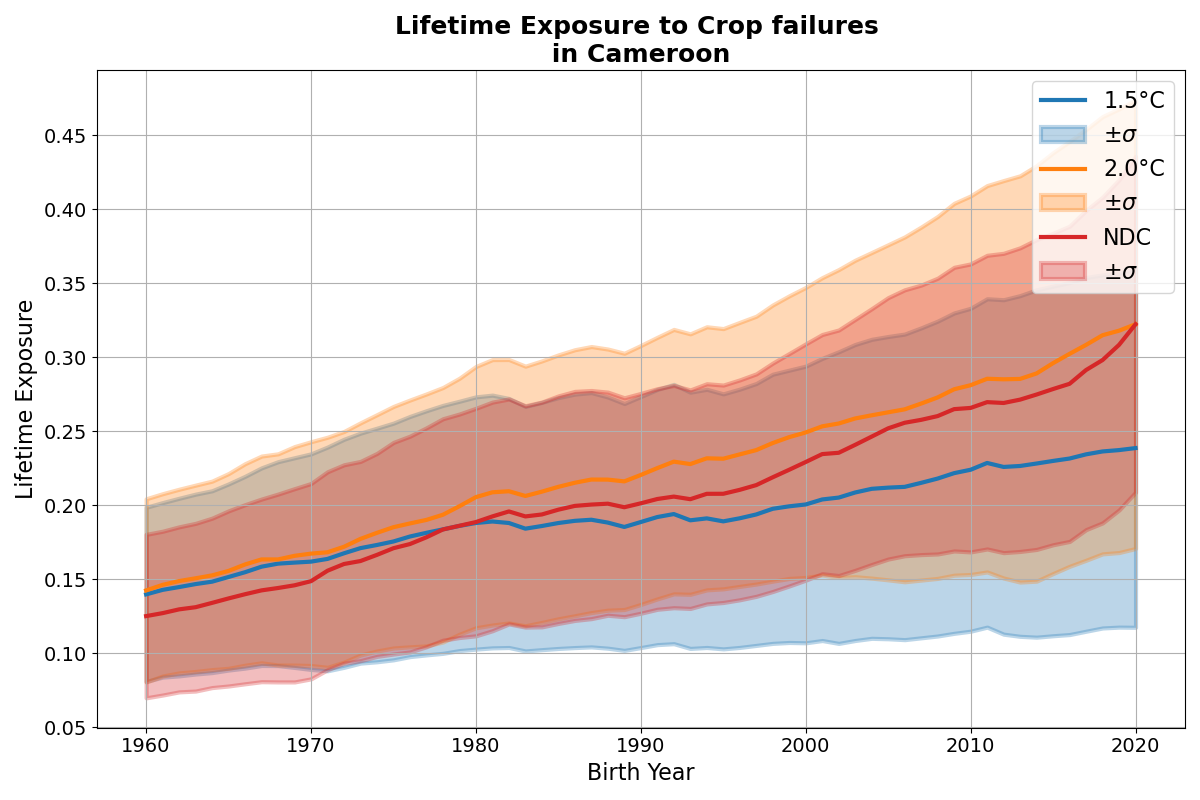 Lifetime Exposure to Crop failures
in Cameroon
1.5°C
±σ
2.0°C
±σ
NDC
±σ
Lifetime Exposure
0.45
0.40
0.35
0.30
0.25
0.20
0.15
0.10
0.05
1960 1970 1980 1990 2000 2010 2020
Birth Year